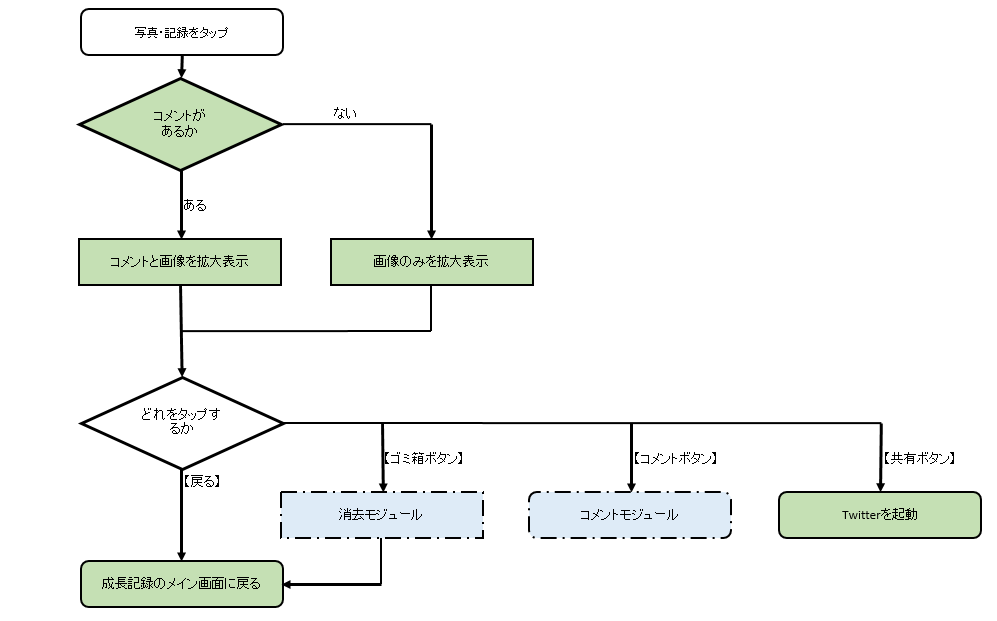 写真・記録をタップ
コメントが
あるか
ない
ある
コメントと画像を拡大表示
画像のみを拡大表示
どれをタップす
るか
【ゴミ箱ボタン】
【コメントボタン】
【共有ボタン】
【戻る】
消去モジュール
コメントモジュール
Twitterを起動
成長記録のメイン画面に戻る